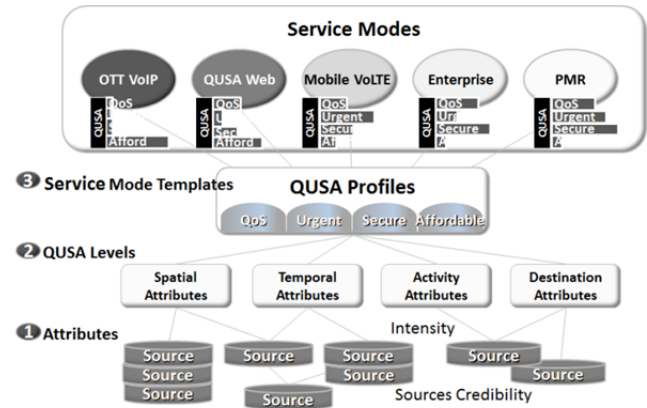 Service Modes
OTT VoIP
QUSA Web
Mobile VoLTE
Enterprise
PMR
QUSA
QoS
L
Afford
QUSA
QoS
U
Sec
Afford
QUSA
QoS
Urgent
Secur
Af
QUSA
QoS
Urg
Secure
A
QUSA
QoS
Urgent
Secure
A
3 Service Mode Templates
QUSA Profiles
QoS
Urgent
Secure
Affordable
2 QUSA Levels
Spatial
Attributes
Temporal
Attributes
Activity
Attributes
Destination
Attributes
1 Attributes
Intensity
Source
Source
Source
Source
Source
Source
Source
Source
Source
Sources Credibility